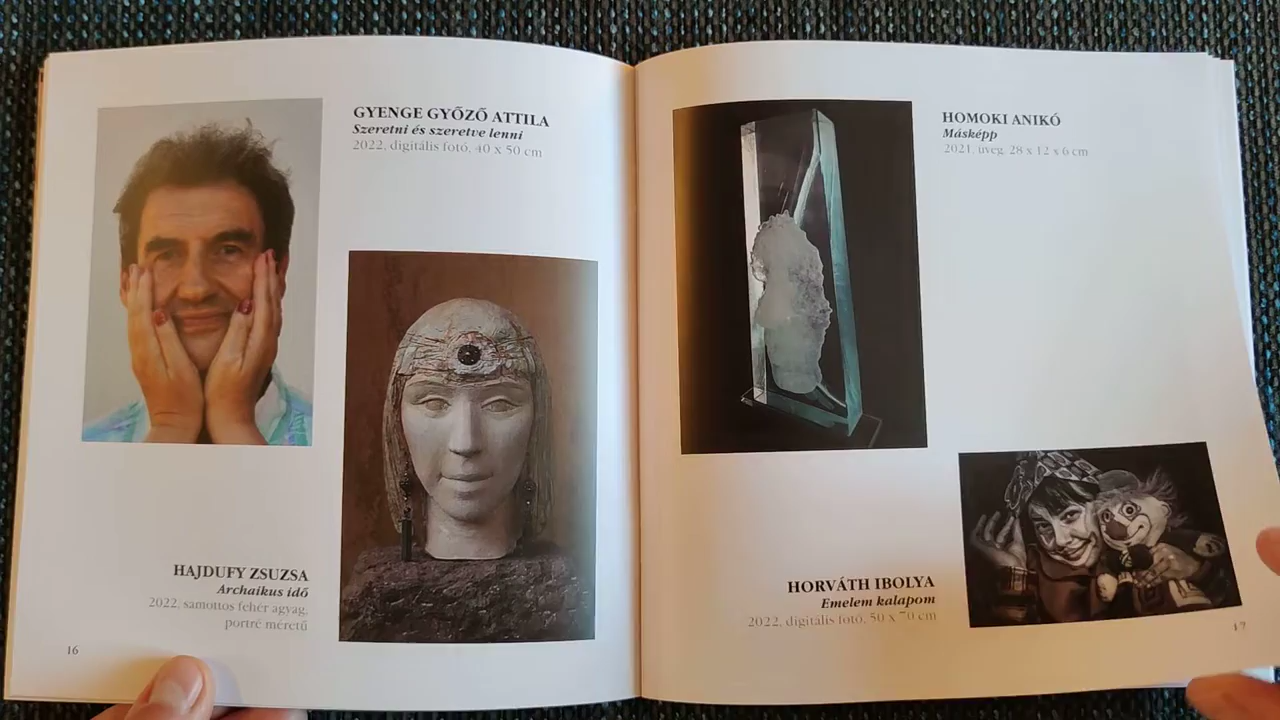 GYENGE GYŐZŐ ATTILA
Szeretni és szeretve lenni
2022, digitális fotó, 40 x 50 cm
HAJDUFY ZSUZSA
Archaikus idő
2022, samottos fehér agyag,
portré méretű
16
HOMOKI ANIKÓ
Másképp
2021, üveg, 28 x 12 x 6 cm
HORVÁTH IBOLYA
Emelem kalapom
2022, digitális fotó, 50 x 70 cm
17